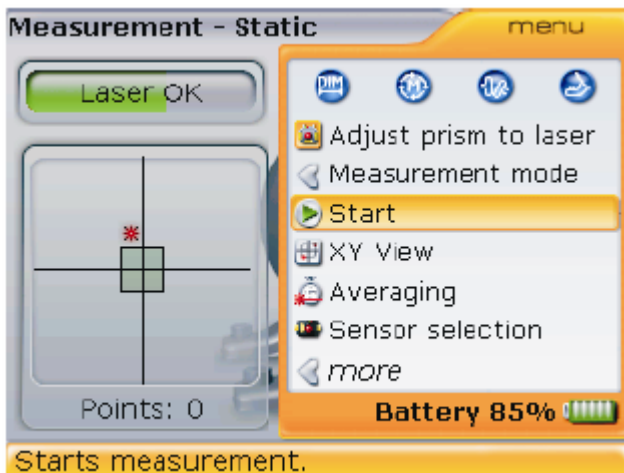 Measurement - Static
menu
Laser OK
DIM
Adjust prism to laser
Measurement mode
Start
XY View
Averaging
Sensor selection
more
Points: 0
Battery 85%
Starts measurement.